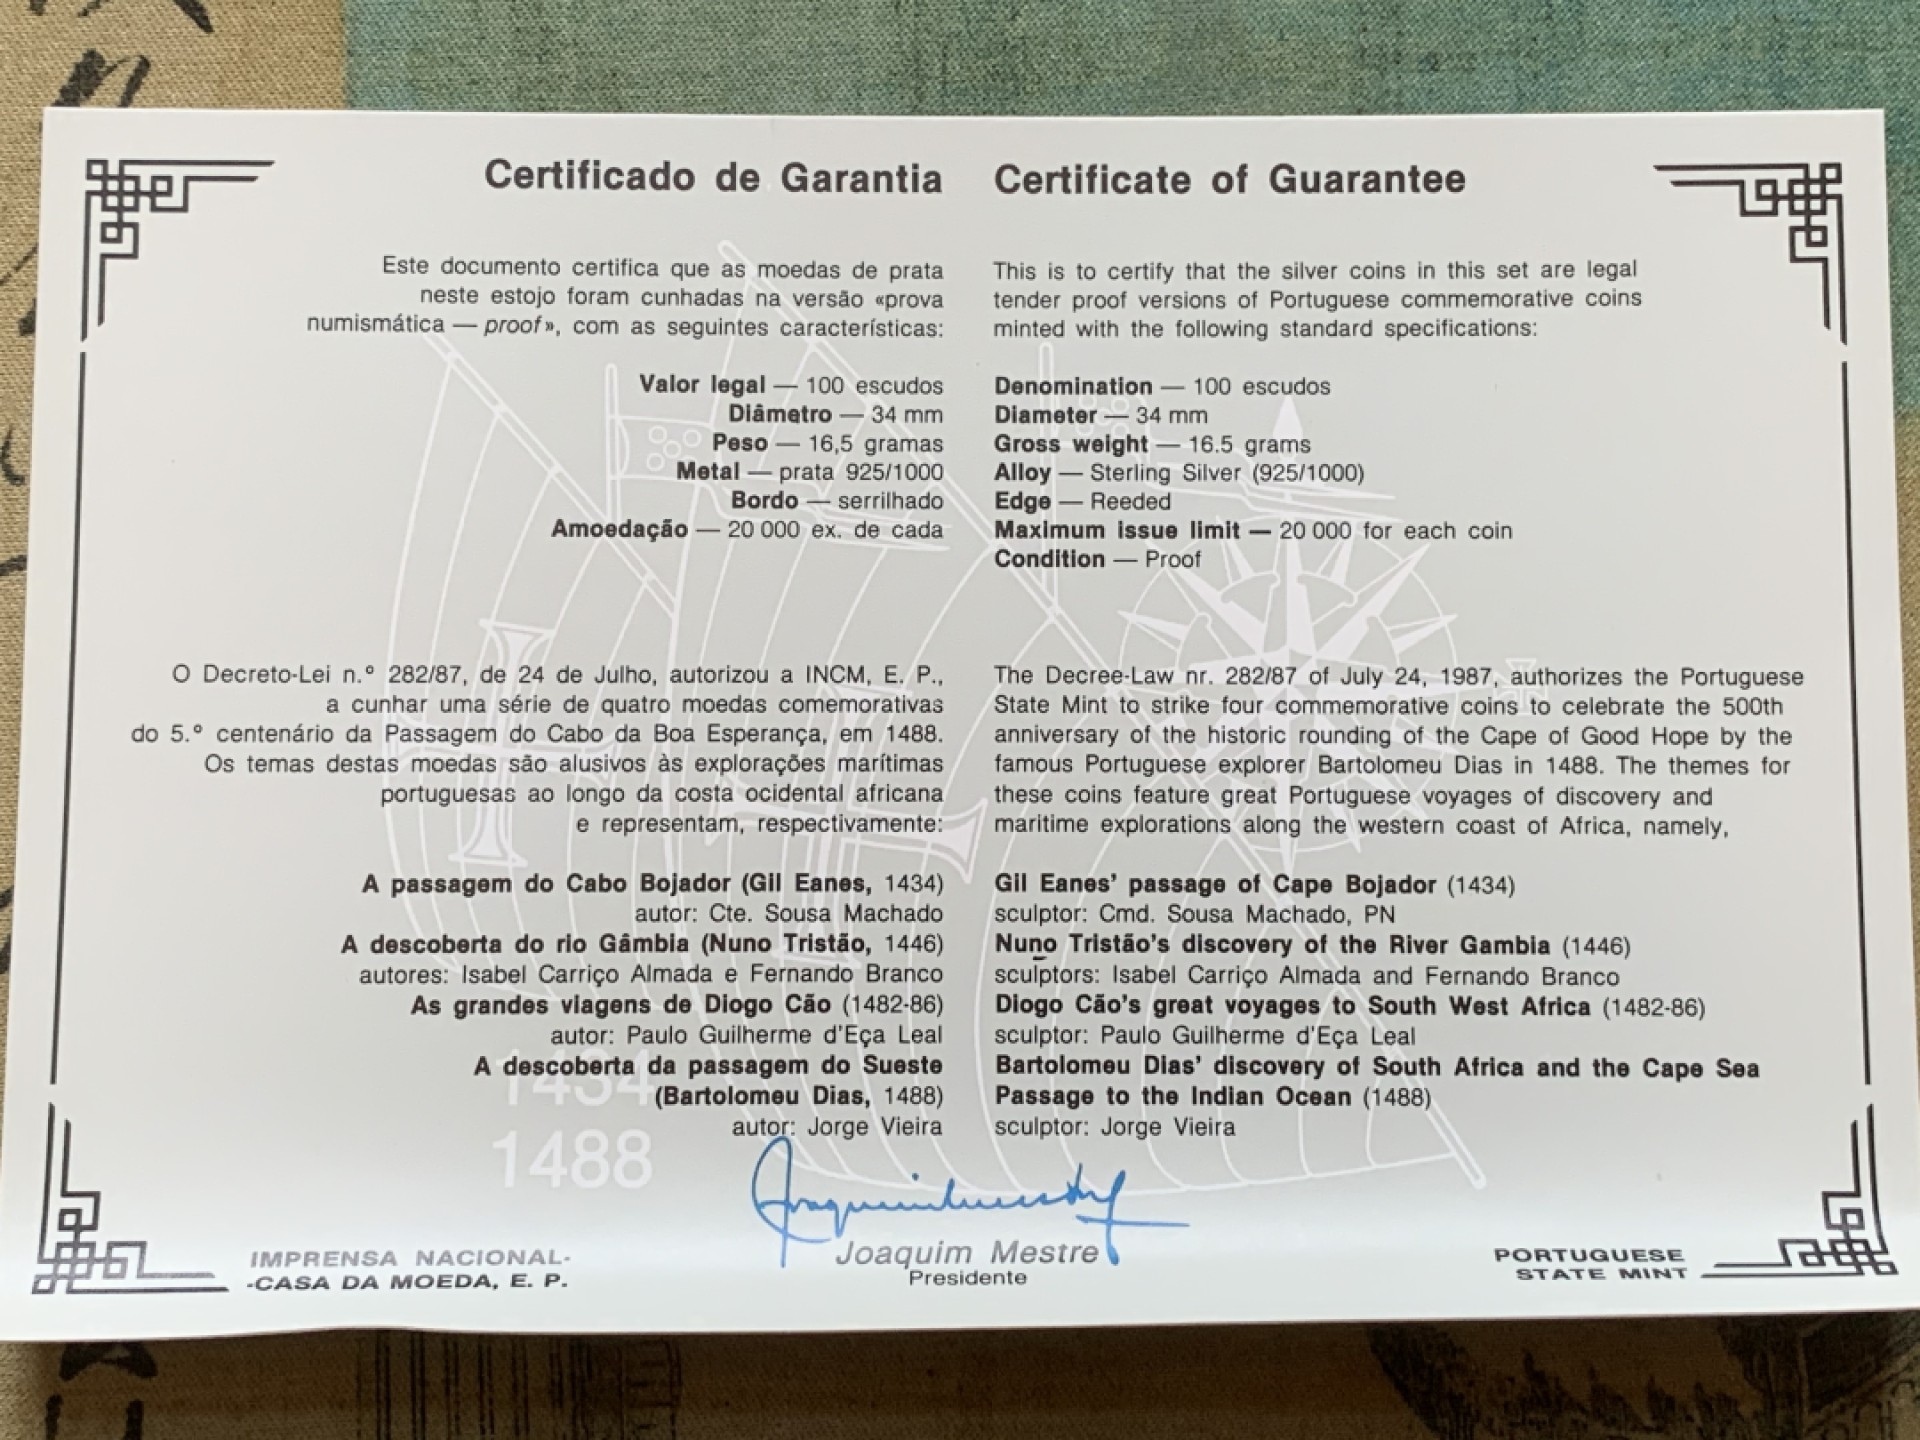 Certificado de Garantia
Este documento certifica que as moedas de prata
neste estojo foram cunhadas na versão «prova
numismática — proof», com as seguintes características:
Valor legal — 100 escudos
Diâmetro — 34 mm
Peso — 16,5 gramas
Metal — prata 925/1000
Bordo — serrilhado
Amoedação — 20 000 ex. de cada
O Decreto-Lei n.º 282/87, de 24 de Julho, autorizou a INCM, E. P.,
a cunhar uma série de quatro moedas comemorativas
do 5.º centenário da Passagem do Cabo da Boa Esperança, em 1488.
Os temas destas moedas são alusivos às explorações marítimas
portuguesas ao longo da costa ocidental africana
e representam, respectivamente:
A passagem do Cabo Bojador (Gil Eanes, 1434)
autor: Cte. Sousa Machado
A descoberta do rio Gâmbia (Nuno Tristão, 1446)
autores: Isabel Carriço Almada e Fernando Branco
As grandes viagens de Diogo Cão (1482-86)
autor: Paulo Guilherme d'Eça Leal
A descoberta da passagem do Sueste
(Bartolomeu Dias, 1488)
autor: Jorge Vieira
Certificate of Guarantee
This is to certify that the silver coins in this set are legal
tender proof versions of Portuguese commemorative coins
minted with the following standard specifications:
Denomination — 100 escudos
Diameter — 34 mm
Gross weight — 16.5 grams
Alloy — Sterling Silver (925/1000)
Edge — Reeded
Maximum issue limit — 20 000 for each coin
Condition — Proof
The Decree-Law nr. 282/87 of July 24, 1987, authorizes the Portuguese
State Mint to strike four commemorative coins to celebrate the 500th
anniversary of the historic rounding of the Cape of Good Hope by the
famous Portuguese explorer Bartolomeu Dias in 1488. The themes for
these coins feature great Portuguese voyages of discovery and
maritime explorations along the western coast of Africa, namely,
Gil Eanes' passage of Cape Bojador (1434)
sculptor: Cmd. Sousa Machado, PN
Nuno Tristão's discovery of the River Gambia (1446)
sculptors: Isabel Carriço Almada and Fernando Branco
Diogo Cão's great voyages to South West Africa (1482-86)
sculptor: Paulo Guilherme d'Eça Leal
Bartolomeu Dias' discovery of South Africa and the Cape Sea
Passage to the Indian Ocean (1488)
sculptor: Jorge Vieira
1434
1488
Joaquim Mestre
Presidente
IMPRENSA NACIONAL-
-CASA DA MOEDA, E. P.
PORTUGUESE
STATE MINT